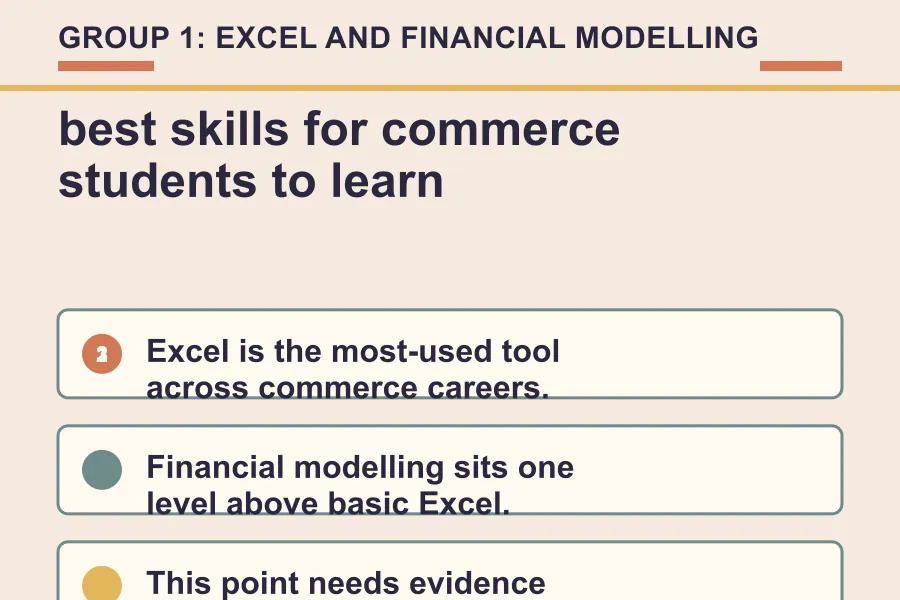 GROUP 1: EXCEL AND FINANCIAL MODELLING
best skills for commerce
students to learn
Excel is the most-used tool
across commerce careers.
Financial modelling sits one
level above basic Excel.
This point needs evidence